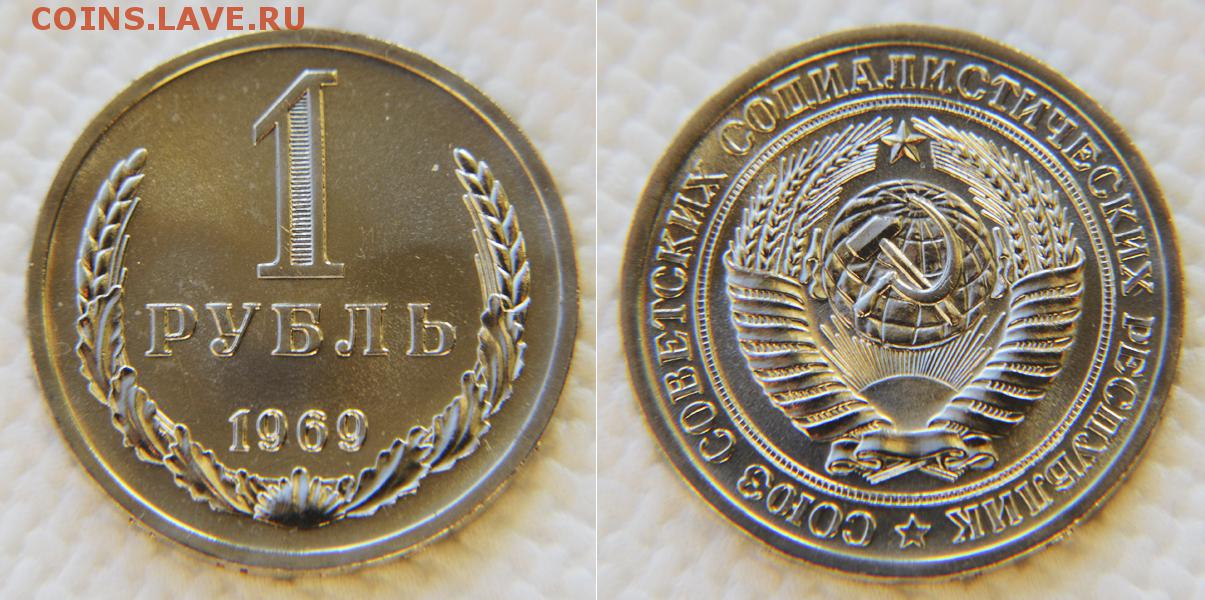 COINS.LAVE.RU
1
РУБЛЬ
1969
СОЮЗ СОВЕТСКИХ СОЦИАЛИСТИЧЕСКИХ РЕСПУБЛИК